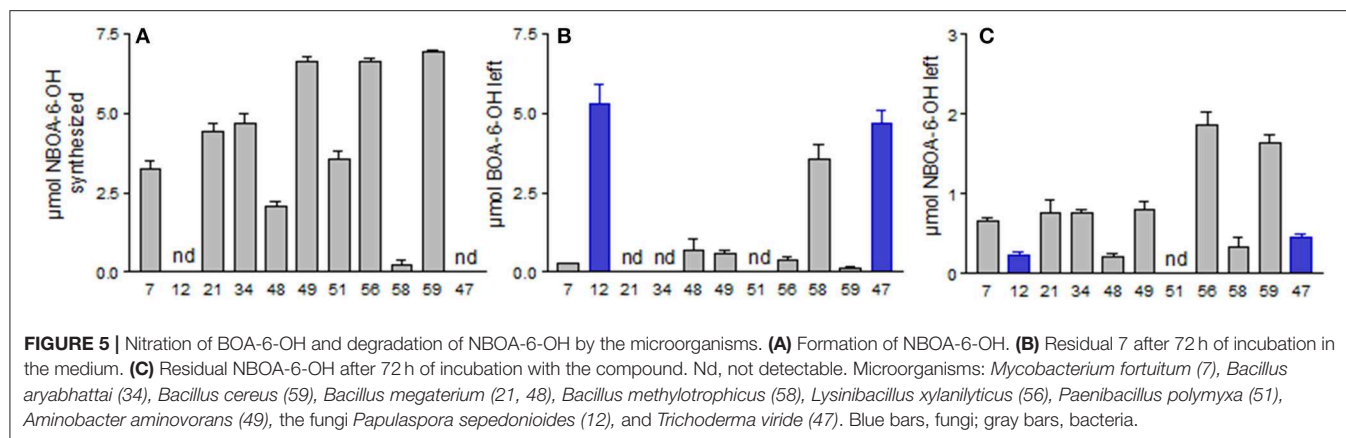 A
7.5
5.0
2.5
0.0
µmol NBOA-6-OH
synthesized
nd
nd
7 12 21 34 48 49 51 56 58 59 47
B
7.5
5.0
2.5
0.0
µmol BOA-6-OH left
nd nd nd
7 12 21 34 48 49 51 56 58 59 47
C
3
2
1
0
µmol NBOA-6-OH left
nd
7 12 21 34 48 49 51 56 58 59 47
FIGURE 5 | Nitration of BOA-6-OH and degradation of NBOA-6-OH by the microorganisms. (A) Formation of NBOA-6-OH. (B) Residual 7 after 72 h of incubation in
the medium. (C) Residual NBOA-6-OH after 72 h of incubation with the compound. Nd, not detectable. Microorganisms: Mycobacterium fortuitum (7), Bacillus
aryabhattai (34), Bacillus cereus (59), Bacillus megaterium (21, 48), Bacillus methylotrophicus (58), Lysinibacillus xylanilyticus (56), Paenibacillus polymyxa (51),
Aminobacter aminovorans (49), the fungi Papulaspora sepedonioides (12), and Trichoderma viride (47). Blue bars, fungi; gray bars, bacteria.